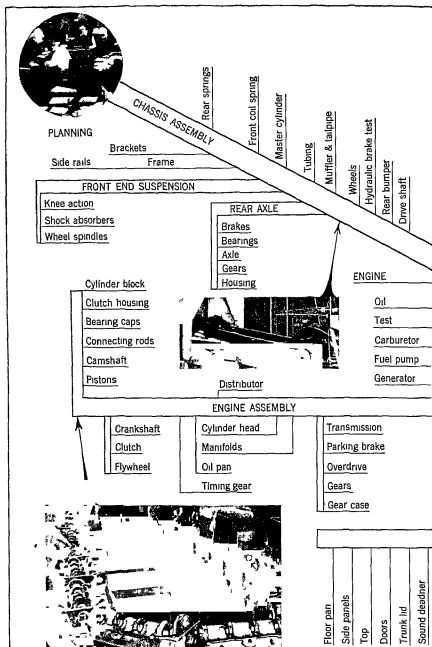 PLANNING
CHASSIS ASSEMBLY
Rear springs
Front coil spring
Master cylinder
Tubing
Muffler & tailpipe
Wheels
Hydraulic brake test
Rear bumper
Drive shaft
Brackets
Side rails
Frame
FRONT END SUSPENSION
Knee action
Shock absorbers
Wheel spindles
REAR AXLE
Brakes
Bearings
Axle
Gears
Housing
ENGINE
Oil
Test
Carburetor
Fuel pump
Generator
Cylinder block
Clutch housing
Bearing caps
Connecting rods
Camshaft
Pistons
Distributor
ENGINE ASSEMBLY
Crankshaft
Clutch
Flywheel
Cylinder head
Manifolds
Oil pan
Timing gear
Transmission
Parking brake
Overdrive
Gears
Gear case
Floor pan
Side panels
Top
Doors
Trunk lid
Sound deadner